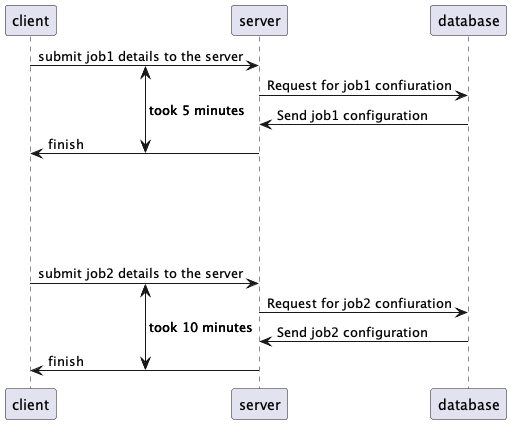 client server database
submit job1 details to the server
Request for job1 confiuration
took 5 minutes
Send job1 configuration
finish
submit job2 details to the server
Request for job2 confiuration
took 10 minutes
Send job2 configuration
finish
client server database